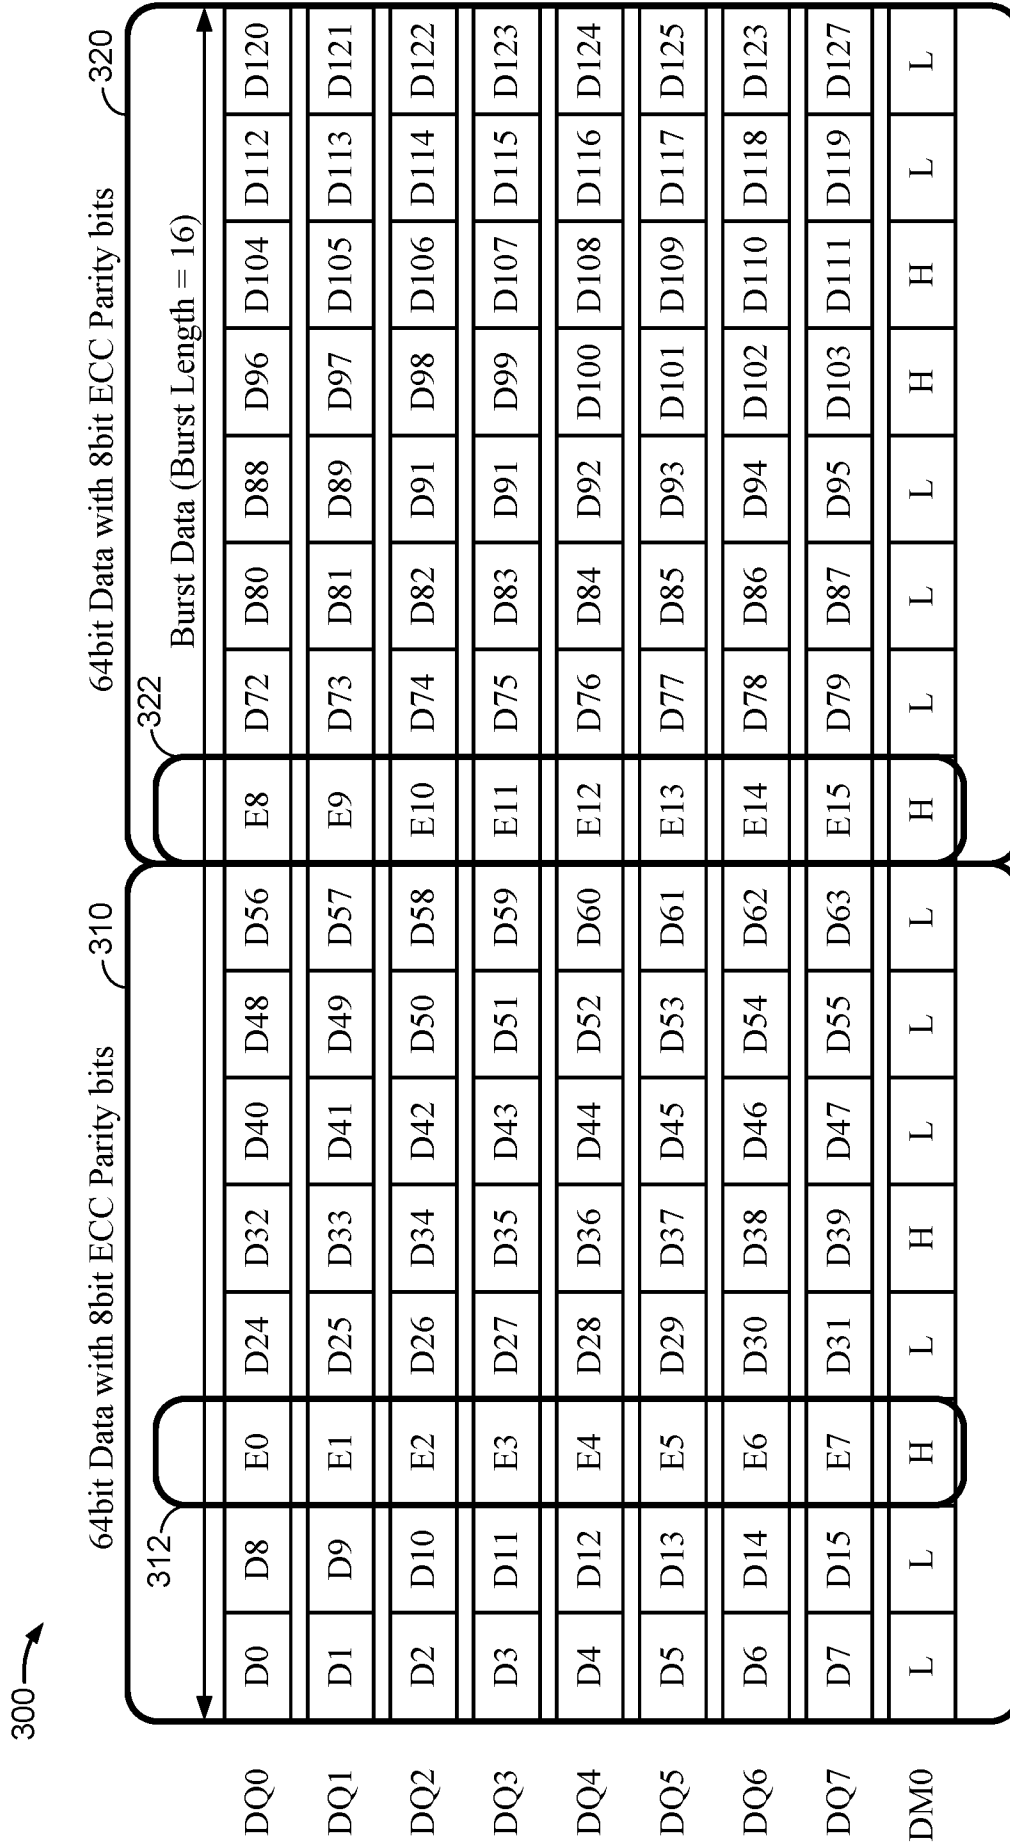 300
64bit Data with 8bit ECC Parity bits 64bit Data with 8bit ECC Parity bits
310 320
312 322
Burst Data (Burst Length = 16)
DQ0 D0 D8 E0 D24 D32 D40 D48 D56 E8 D72 D80 D88 D96 D104 D112 D120
DQ1 D1 D9 E1 D25 D33 D41 D49 D57 E9 D73 D81 D89 D97 D105 D113 D121
DQ2 D2 D10 E2 D26 D34 D42 D50 D58 E10 D74 D82 D91 D98 D106 D114 D122
DQ3 D3 D11 E3 D27 D35 D43 D51 D59 E11 D75 D83 D91 D99 D107 D115 D123
DQ4 D4 D12 E4 D28 D36 D44 D52 D60 E12 D76 D84 D92 D100 D108 D116 D124
DQ5 D5 D13 E5 D29 D37 D45 D53 D61 E13 D77 D85 D93 D101 D109 D117 D125
DQ6 D6 D14 E6 D30 D38 D46 D54 D62 E14 D78 D86 D94 D102 D110 D118 D123
DQ7 D7 D15 E7 D31 D39 D47 D55 D63 E15 D79 D87 D95 D103 D111 D119 D127
DM0 L L H L H L L L H L L L H H L L